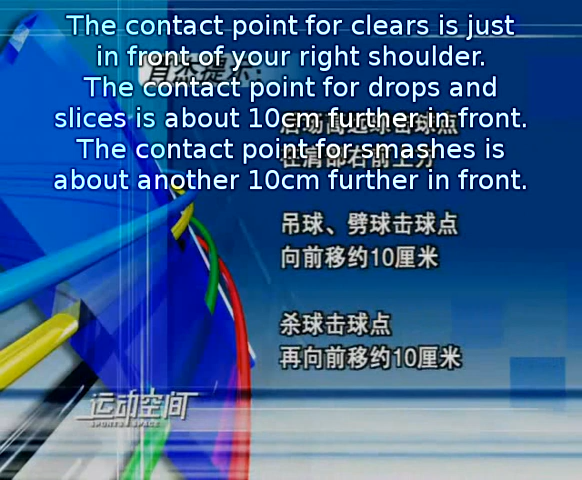 The contact point for clears is just
in front of your right shoulder.
The contact point for drops and
slices is about 10cm further in front.
The contact point for smashes is
about another 10cm further in front.
吊球、劈球击球点
向前移约10厘米
杀球击球点
再向前移约10厘米
运动空间
SPORTS & SPACE